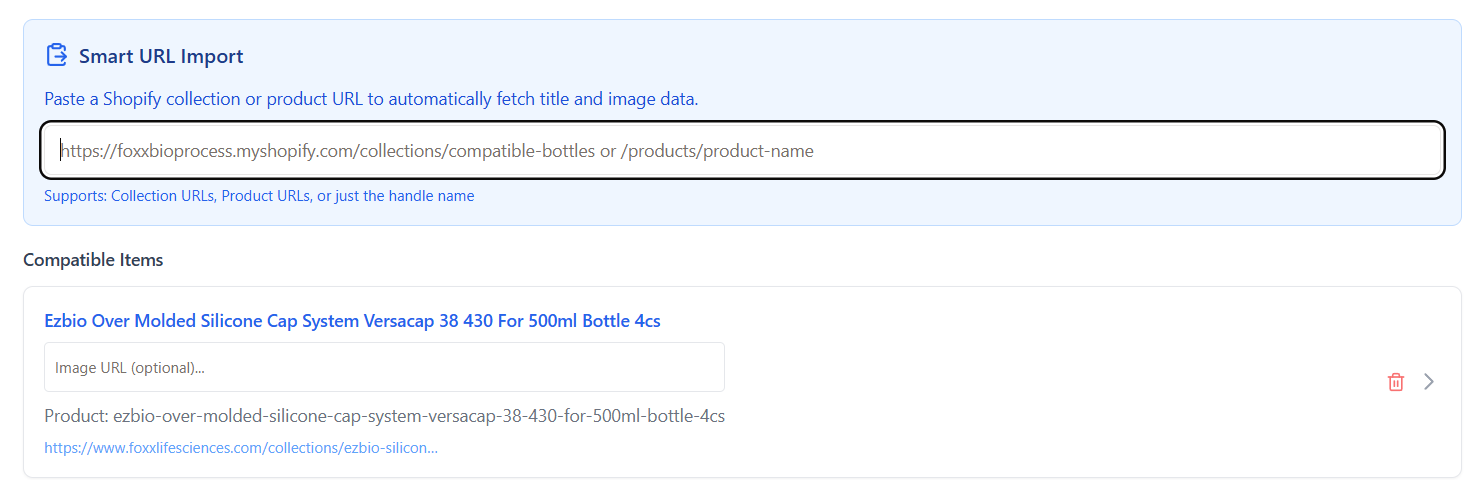 Smart URL Import
Paste a Shopify collection or product URL to automatically fetch title and image data.
https://foxxbioprocess.myshopify.com/collections/compatible-bottles or /products/product-name
Supports: Collection URLs, Product URLs, or just the handle name
Compatible Items
Ezbio Over Molded Silicone Cap System Versacap 38 430 For 500ml Bottle 4cs
Image URL (optional)...
Product: ezbio-over-molded-silicone-cap-system-versacap-38-430-for-500ml-bottle-4cs
https://www.foxxlifesciences.com/collections/ezbio-silicon...